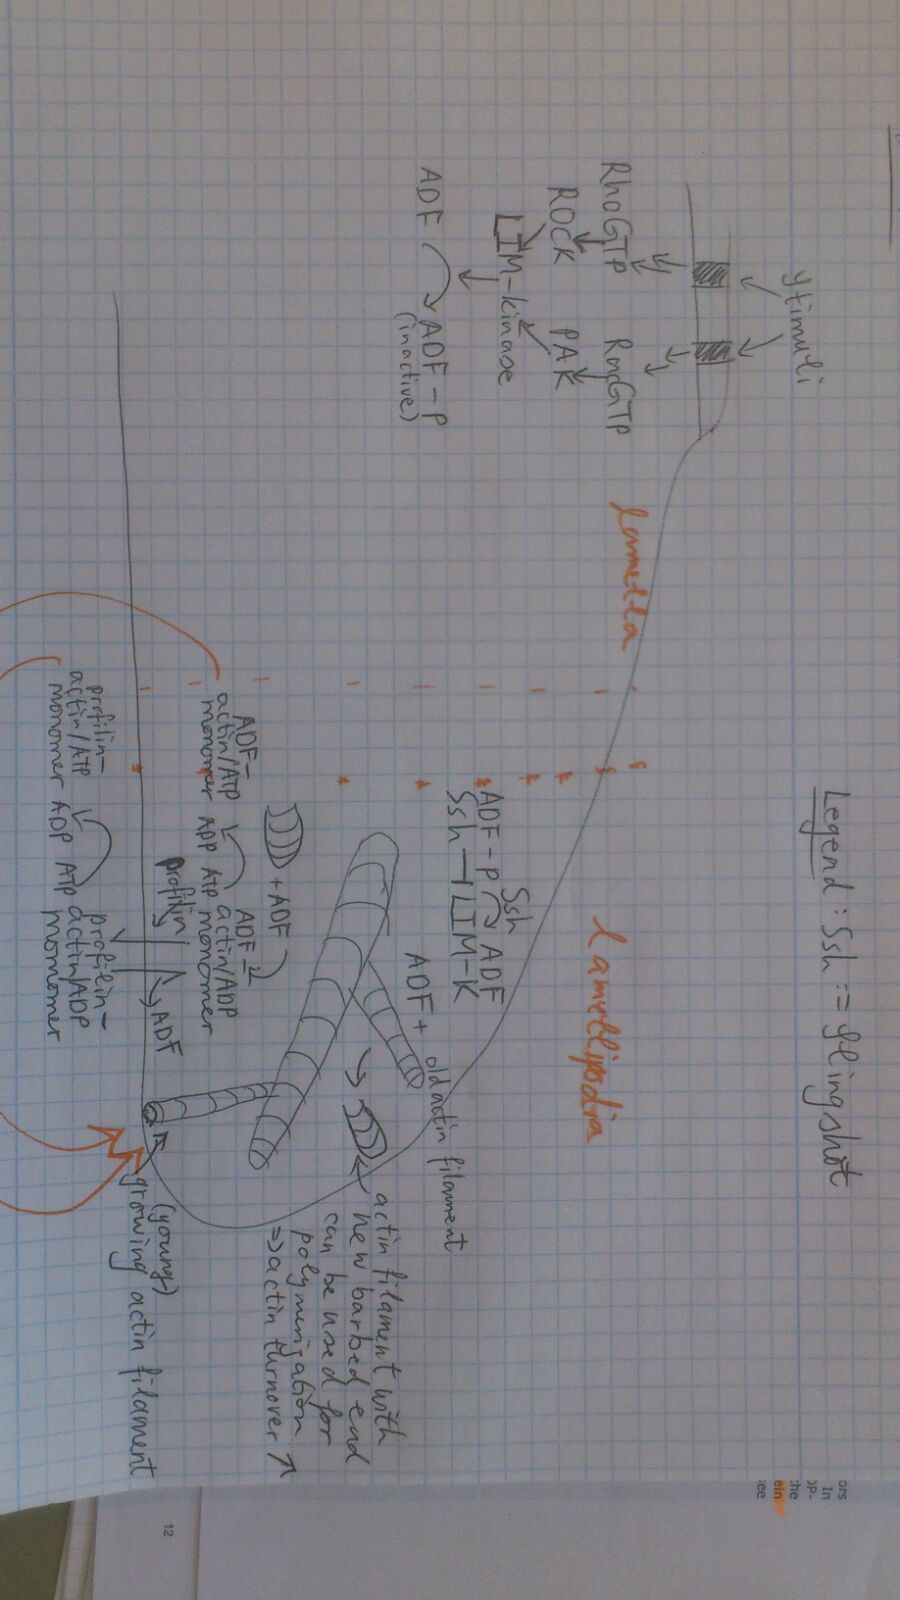 Legend : Ssh := Slingshot
ors
In
DP-
the
ein
see
Stimuli
RhoGTP RacGTP
ROCK PAK
LIM-kinase
ADF ADF-P
(inactive)
Lamella
Lamellipodia
Ssh
ADF-P ADF
Ssh LIM-K
ADF + old actin filament
actin filament with
new barbed end
can be used for
polymerization
=> actin turnover ↗
+ ADF
ADF-
actin/ATP
monomer
ADP ATP
ADF-
actin/ADP
monomer
profilin
ADF
(young)
growing actin filament
profilin-
actin/ATP
monomer
ADP ATP
profilin-
actin/ADP
momomer
12